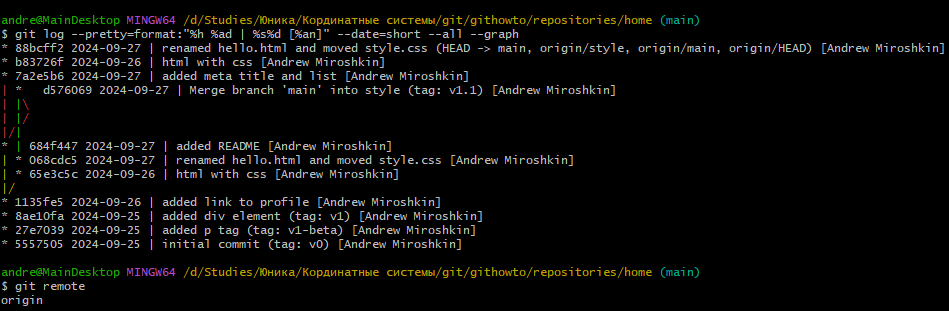 andre@MainDesktop MINGW64 /d/Studies/Юника/Кординатные системы/git/githowto/repositories/home (main)
$ git log --pretty=format:"%h %ad | %s%d [%an]" --date=short --all --graph
* 88bcff2 2024-09-27 | renamed hello.html and moved style.css (HEAD -> main, origin/style, origin/main, origin/HEAD) [Andrew Miroshkin]
* b83726f 2024-09-26 | html with css [Andrew Miroshkin]
* 7a2e5b6 2024-09-27 | added meta title and list [Andrew Miroshkin]
| *   d576069 2024-09-27 | Merge branch 'main' into style (tag: v1.1) [Andrew Miroshkin]
| |\
| |/
|/|
* | 684f447 2024-09-27 | added README [Andrew Miroshkin]
| * 068cdc5 2024-09-27 | renamed hello.html and moved style.css [Andrew Miroshkin]
| * 65e3c5c 2024-09-26 | html with css [Andrew Miroshkin]
|/
* 1135fe5 2024-09-26 | added link to profile [Andrew Miroshkin]
* 8ae10fa 2024-09-25 | added div element (tag: v1) [Andrew Miroshkin]
* 27e7039 2024-09-25 | added p tag (tag: v1-beta) [Andrew Miroshkin]
* 5557505 2024-09-25 | initial commit (tag: v0) [Andrew Miroshkin]
andre@MainDesktop MINGW64 /d/Studies/Юника/Кординатные системы/git/githowto/repositories/home (main)
$ git remote
origin